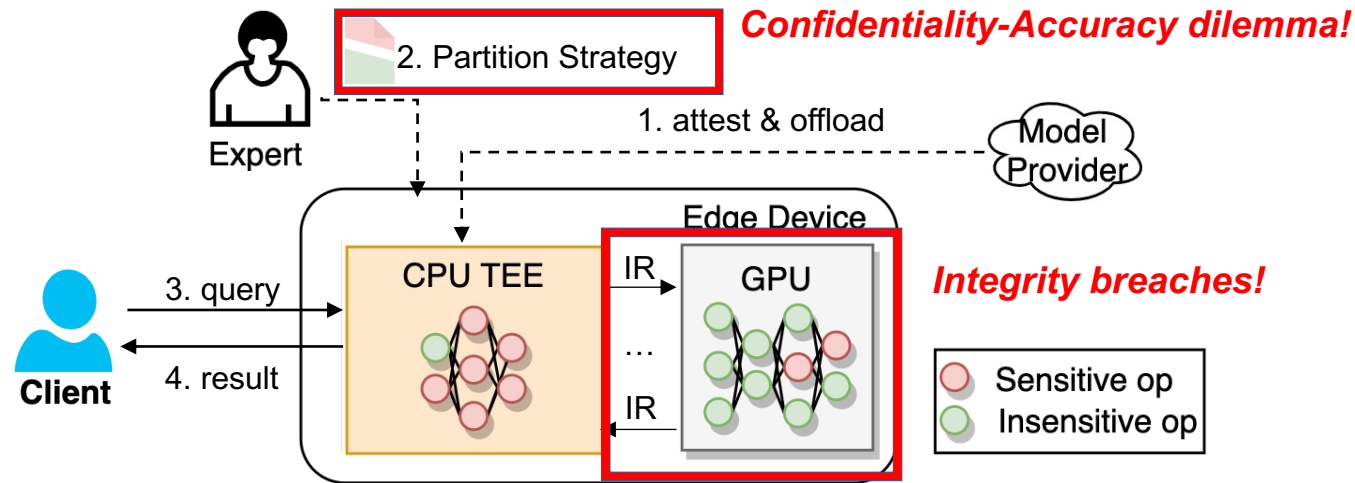 Confidentiality-Accuracy dilemma!
2. Partition Strategy
1. attest & offload
Model
Provider
Expert
Edge Device
CPU TEE
IR
GPU
Integrity breaches!
3. query
...
4. result
Client
IR
Sensitive op
Insensitive op